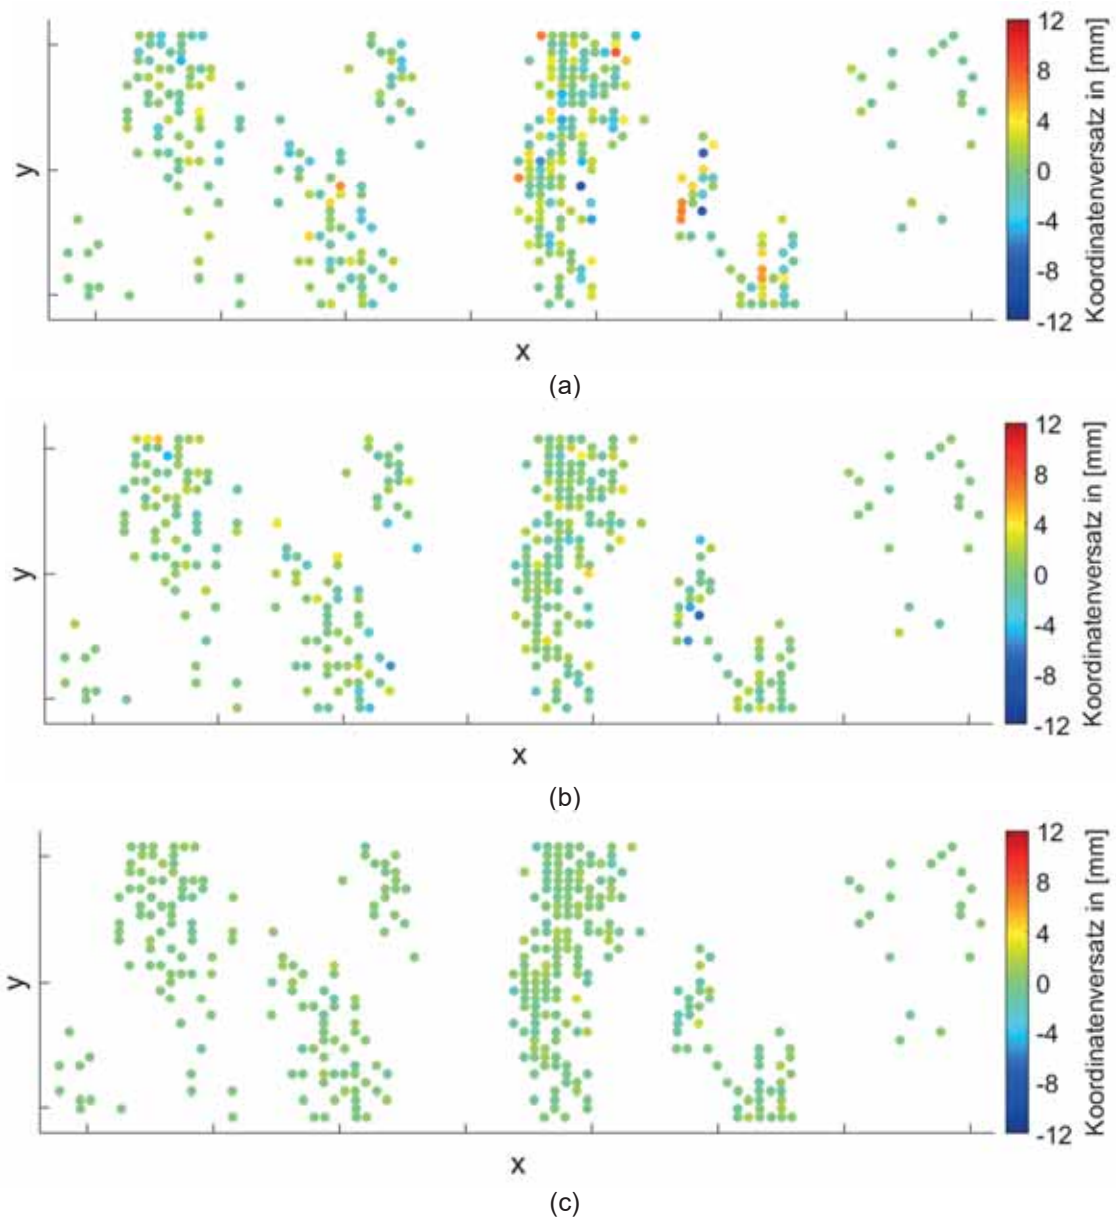 12
8
4
0
-4
-8
-12
Koordinatenversatz in [mm]
y
x
(a)
12
8
4
0
-4
-8
-12
Koordinatenversatz in [mm]
y
x
(b)
12
8
4
0
-4
-8
-12
Koordinatenversatz in [mm]
y
x
(c)